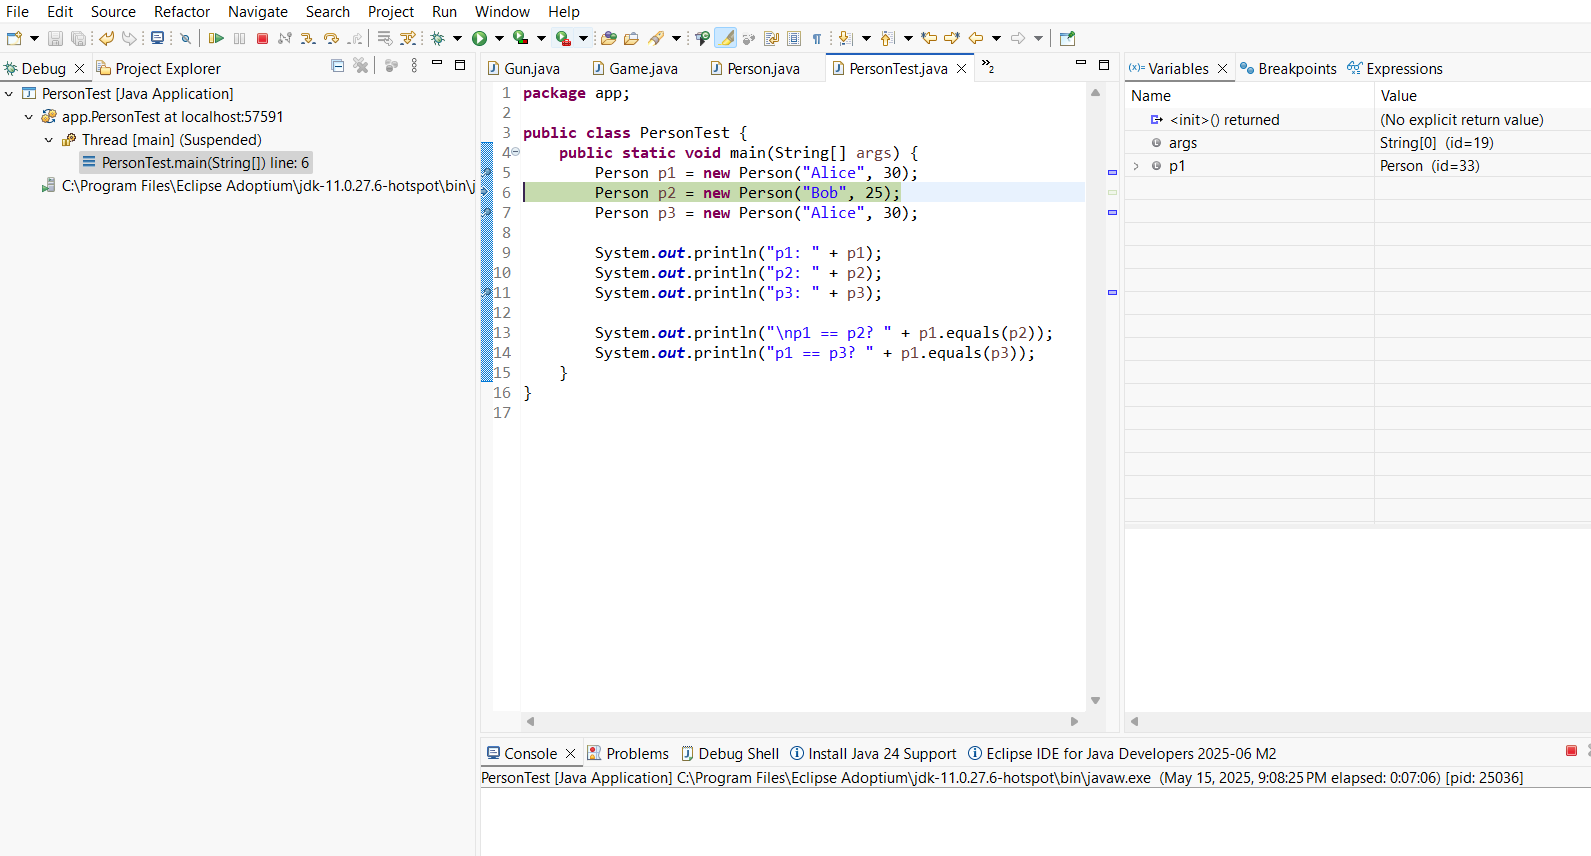 File Edit Source Refactor Navigate Search Project Run Window Help
Debug Project Explorer
PersonTest [Java Application]
app.PersonTest at localhost:57591
Thread [main] (Suspended)
PersonTest.main(String[]) line: 6
C:\Program Files\Eclipse Adoptium\jdk-11.0.27.6-hotspot\bin\j
Gun.java Game.java Person.java PersonTest.java »2
1 package app;
2
3 public class PersonTest {
4 public static void main(String[] args) {
5 Person p1 = new Person("Alice", 30);
6 Person p2 = new Person("Bob", 25);
7 Person p3 = new Person("Alice", 30);
8
9 System.out.println("p1: " + p1);
10 System.out.println("p2: " + p2);
11 System.out.println("p3: " + p3);
12
13 System.out.println("\np1 == p2? " + p1.equals(p2));
14 System.out.println("p1 == p3? " + p1.equals(p3));
15 }
16 }
17
(x)= Variables Breakpoints Expressions
Name Value
<init>() returned (No explicit return value)
args String[0] (id=19)
p1 Person (id=33)
Console Problems Debug Shell Install Java 24 Support Eclipse IDE for Java Developers 2025-06 M2
PersonTest [Java Application] C:\Program Files\Eclipse Adoptium\jdk-11.0.27.6-hotspot\bin\javaw.exe (May 15, 2025, 9:08:25 PM elapsed: 0:07:06) [pid: 25036]